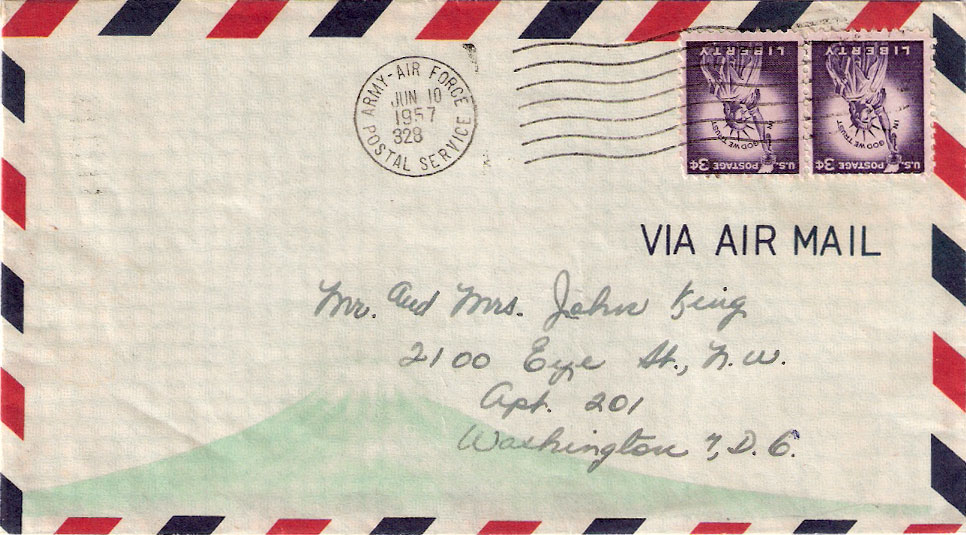 ARMY-AIR FORCE
JUN 10
1957
328
POSTAL SERVICE
LIBERTY
IN GOD WE TRUST
U.S. POSTAGE 3¢
LIBERTY
IN GOD WE TRUST
U.S. POSTAGE 3¢
VIA AIR MAIL
Mr. And Mrs. John King
2100 Eye St., N.W.
Apt. 201
Washington 7, D.C.